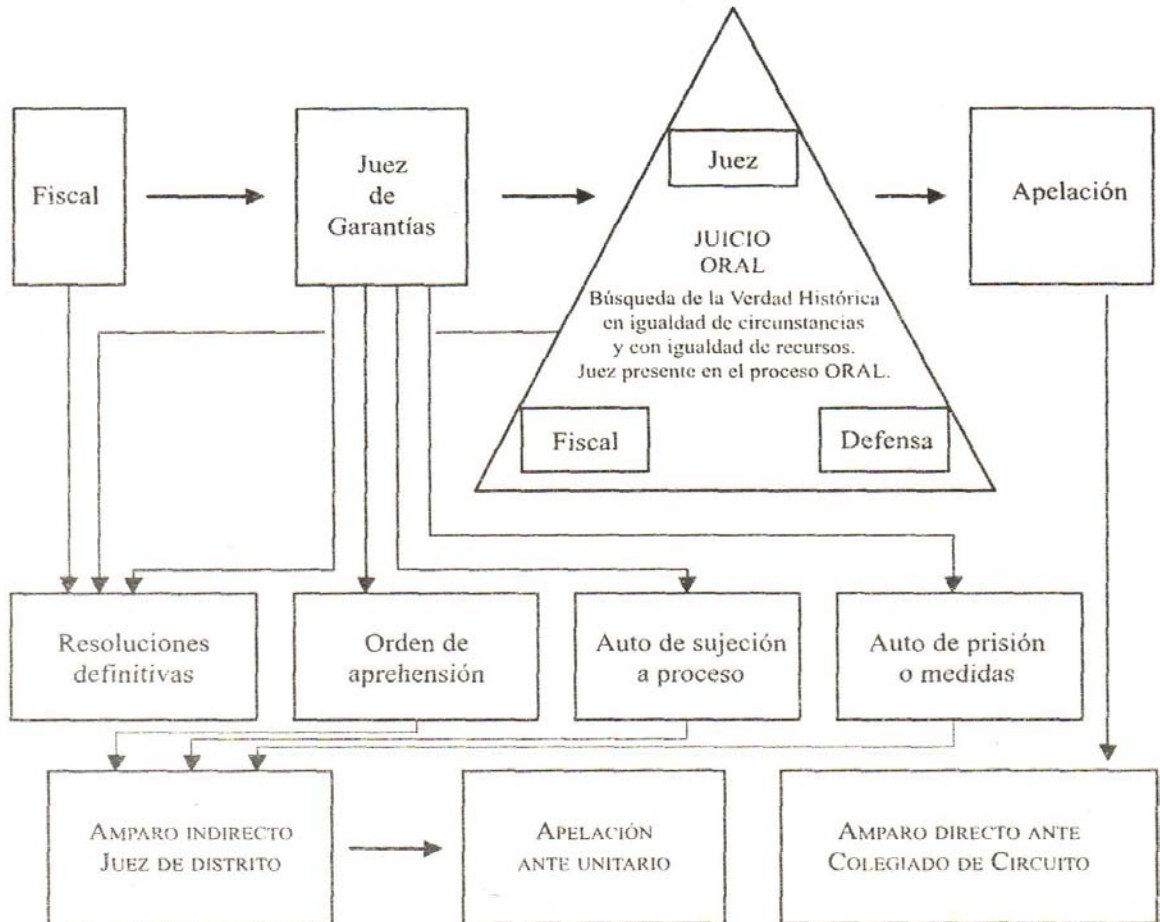 Fiscal
Juez
de
Garantías
Juez
JUICIO
ORAL
Búsqueda de la Verdad Histórica
en igualdad de circunstancias
y con igualdad de recursos.
Juez presente en el proceso ORAL.
Fiscal
Defensa
Apelación
Resoluciones
definitivas
Orden de
aprehensión
Auto de sujeción
a proceso
Auto de prisión
o medidas
AMPARO INDIRECTO
JUEZ DE DISTRITO
APELACIÓN
ANTE UNITARIO
AMPARO DIRECTO ANTE
COLEGIADO DE CIRCUITO